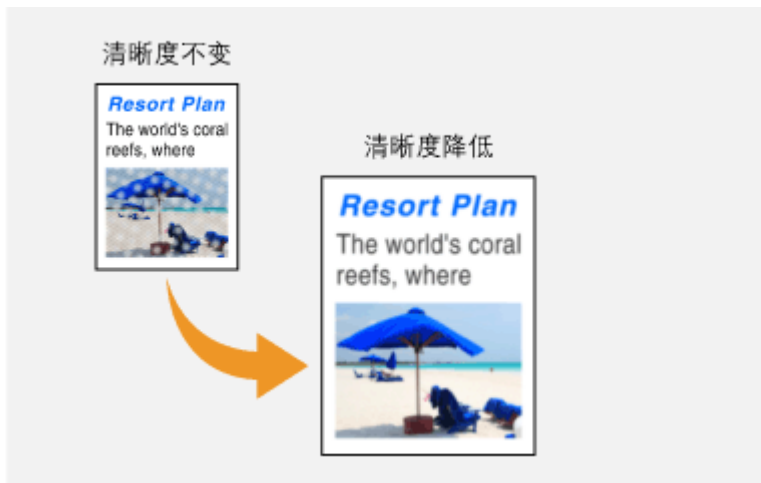 清晰度不变
Resort Plan
The world's coral
reefs, where
清晰度降低
Resort Plan
The world's coral
reefs, where